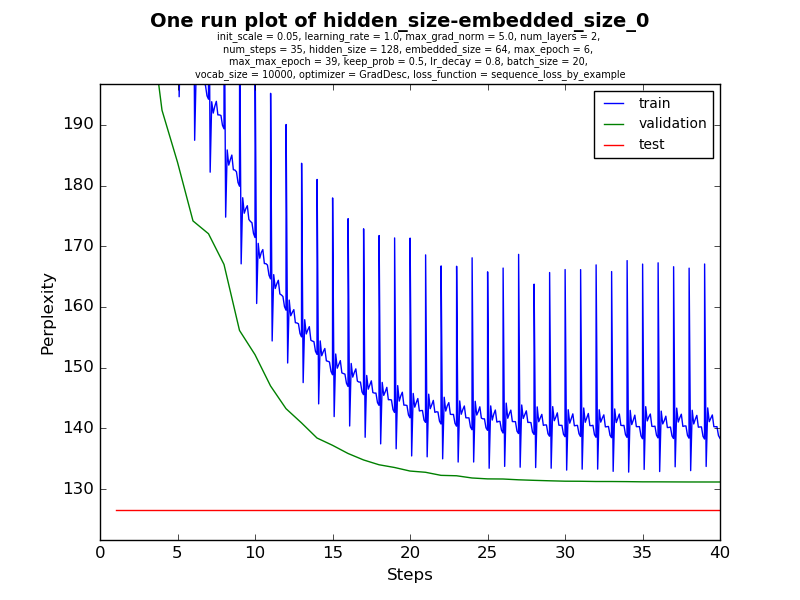 One run plot of hidden_size-embedded_size_0
init_scale = 0.05, learning_rate = 1.0, max_grad_norm = 5.0, num_layers = 2,
num_steps = 35, hidden_size = 128, embedded_size = 64, max_epoch = 6,
max_max_epoch = 39, keep_prob = 0.5, lr_decay = 0.8, batch_size = 20,
vocab_size = 10000, optimizer = GradDesc, loss_function = sequence_loss_by_example
train
validation
test
190
180
170
160
150
140
130
Perplexity
0 5 10 15 20 25 30 35 40
Steps